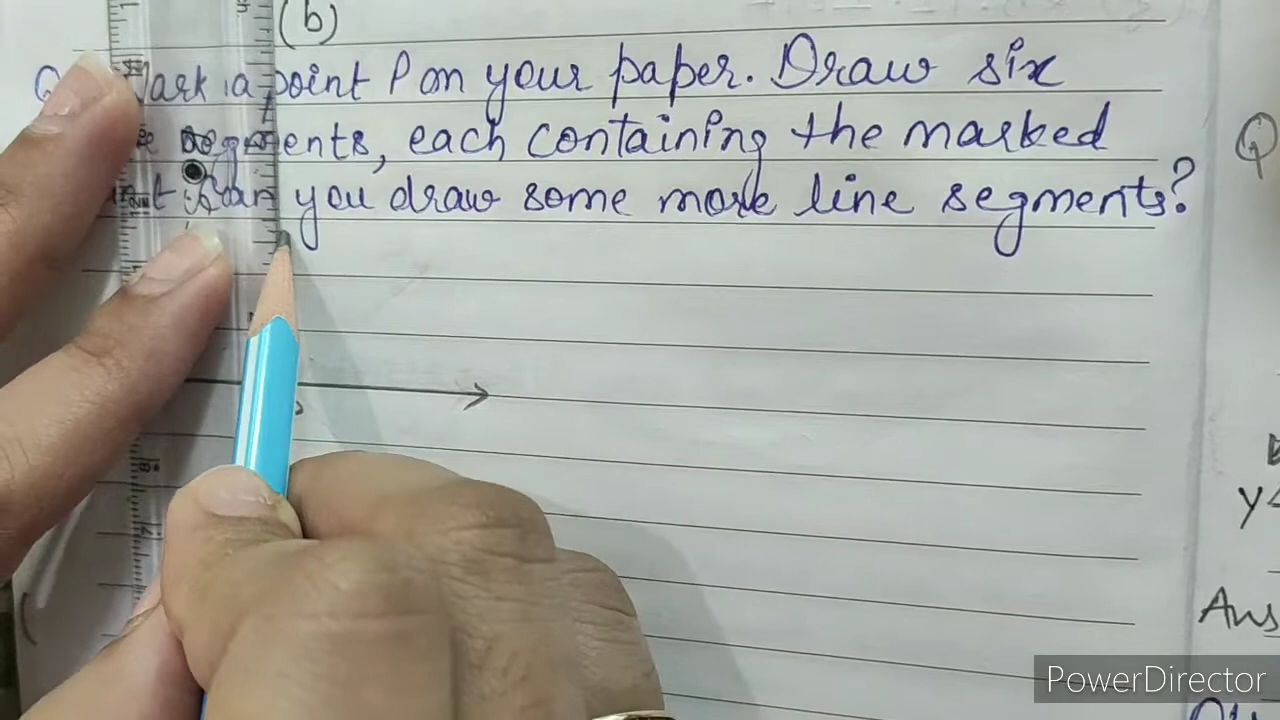 (b)
Mark a point P on your paper. Draw six
segments, each containing the marked
you draw some more line segments?
Q
y
Ans
PowerDirector